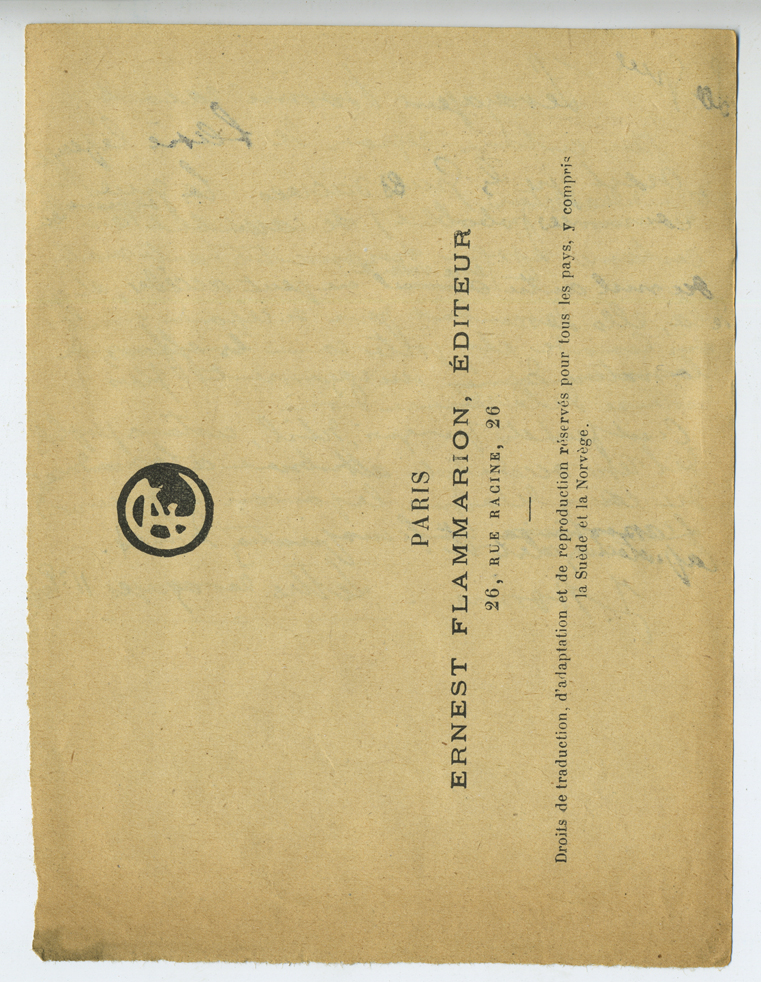 PARIS
ERNEST FLAMMARION, ÉDITEUR
26, RUE RACINE, 26
Droits de traduction, d'adaptation et de reproduction réservés pour tous les pays, y compris
la Suède et la Norvège.